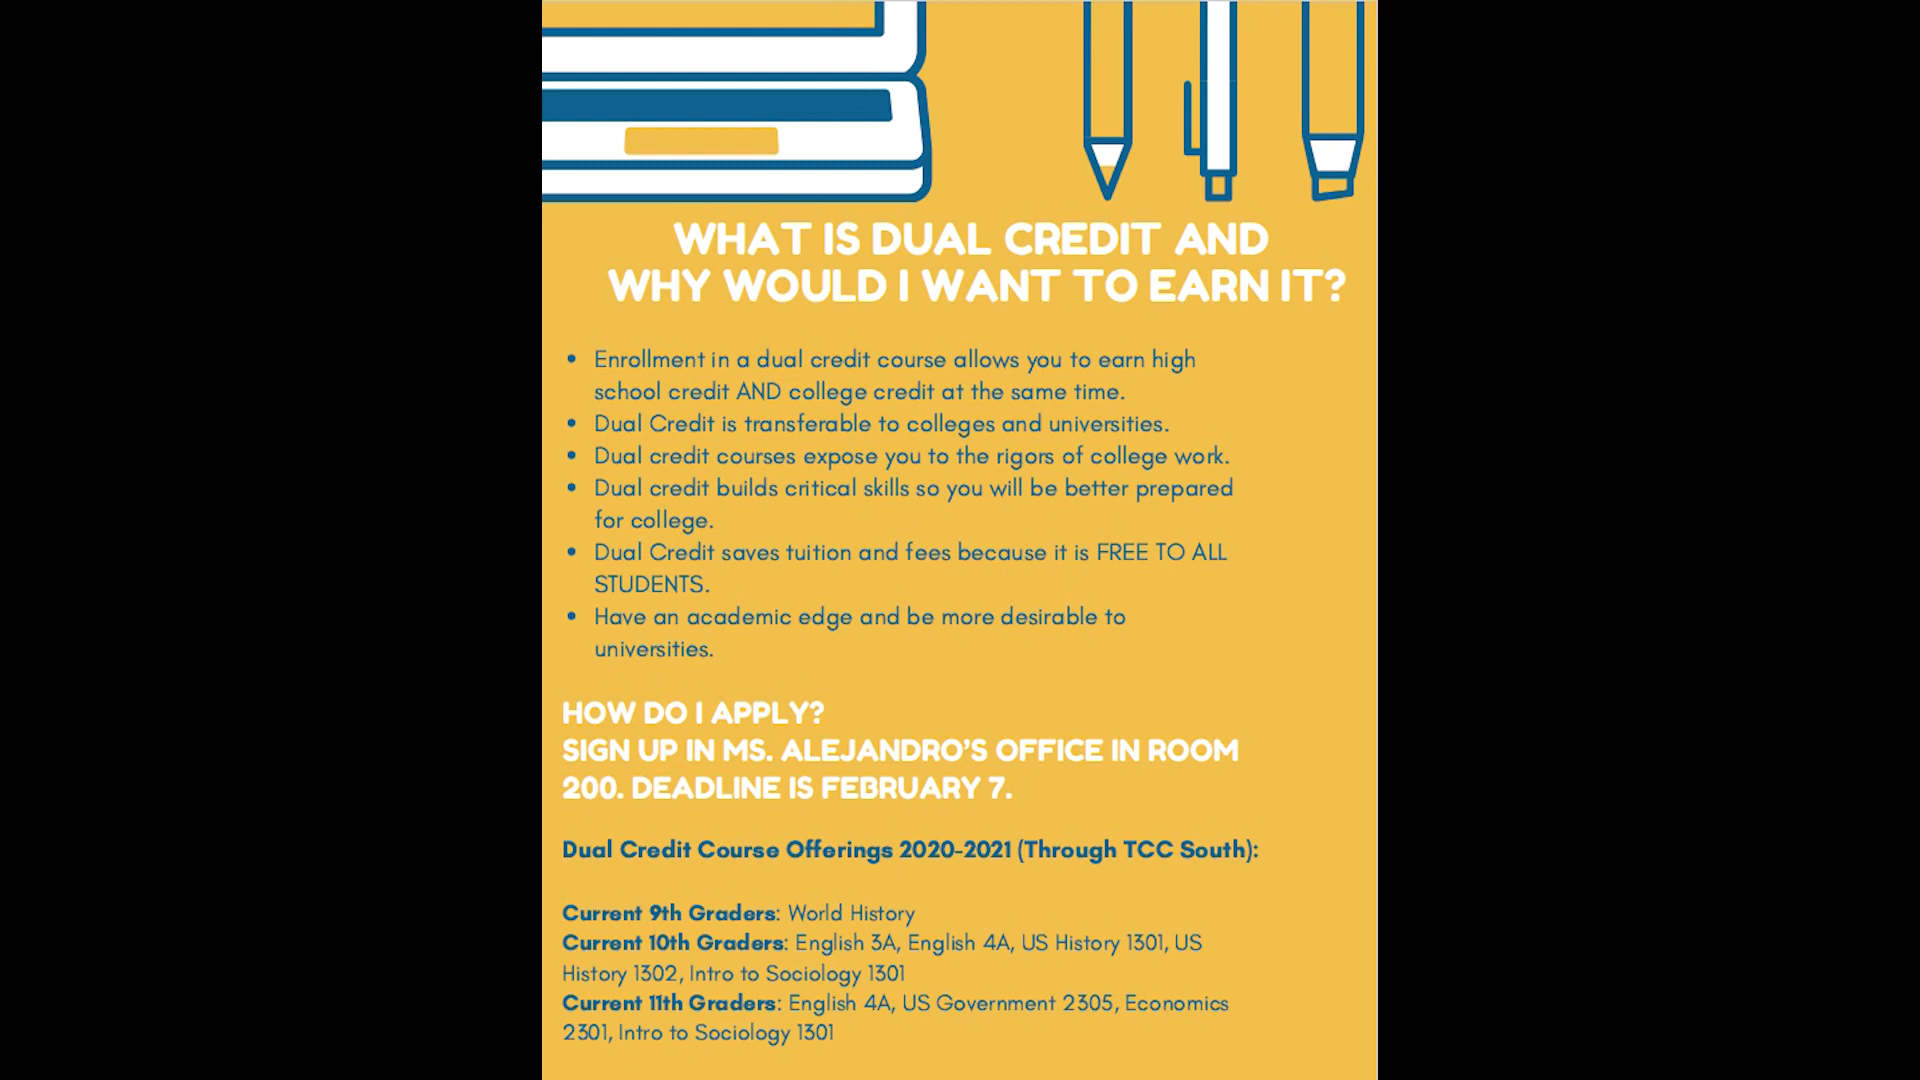 WHAT IS DUAL CREDIT AND
WHY WOULD I WANT TO EARN IT?
• Enrollment in a dual credit course allows you to earn high
school credit AND college credit at the same time.
• Dual Credit is transferable to colleges and universities.
• Dual credit courses expose you to the rigors of college work.
• Dual credit builds critical skills so you will be better prepared
for college.
• Dual Credit saves tuition and fees because it is FREE TO ALL
STUDENTS.
• Have an academic edge and be more desirable to
universities.
HOW DO I APPLY?
SIGN UP IN MS. ALEJANDRO'S OFFICE IN ROOM
200. DEADLINE IS FEBRUARY 7.
Dual Credit Course Offerings 2020-2021 (Through TCC South):
Current 9th Graders: World History
Current 10th Graders: English 3A, English 4A, US History 1301, US
History 1302, Intro to Sociology 1301
Current 11th Graders: English 4A, US Government 2305, Economics
2301, Intro to Sociology 1301